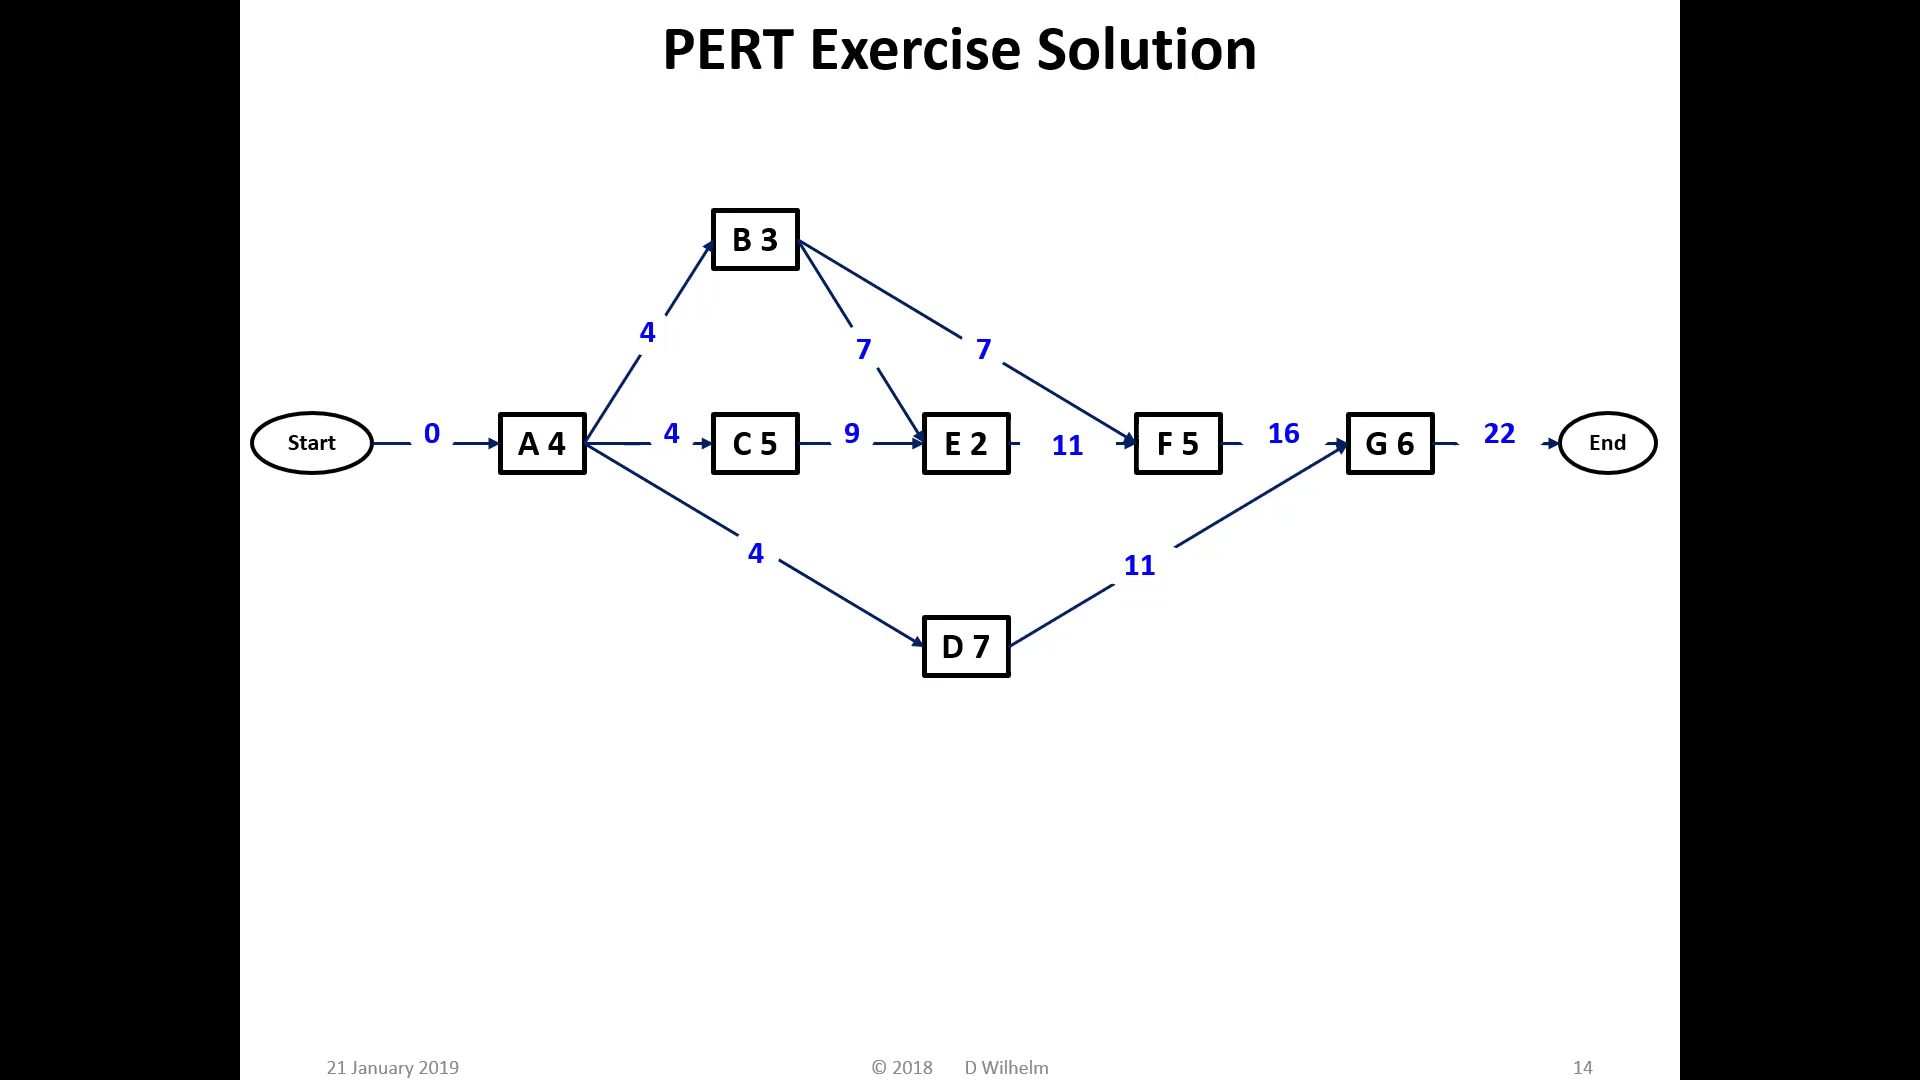 PERT Exercise Solution
B 3
4
7
7
Start
0
A 4
4
C 5
9
E 2
11
F 5
16
G 6
22
End
4
11
D 7
21 January 2019
© 2018 D Wilhelm
14